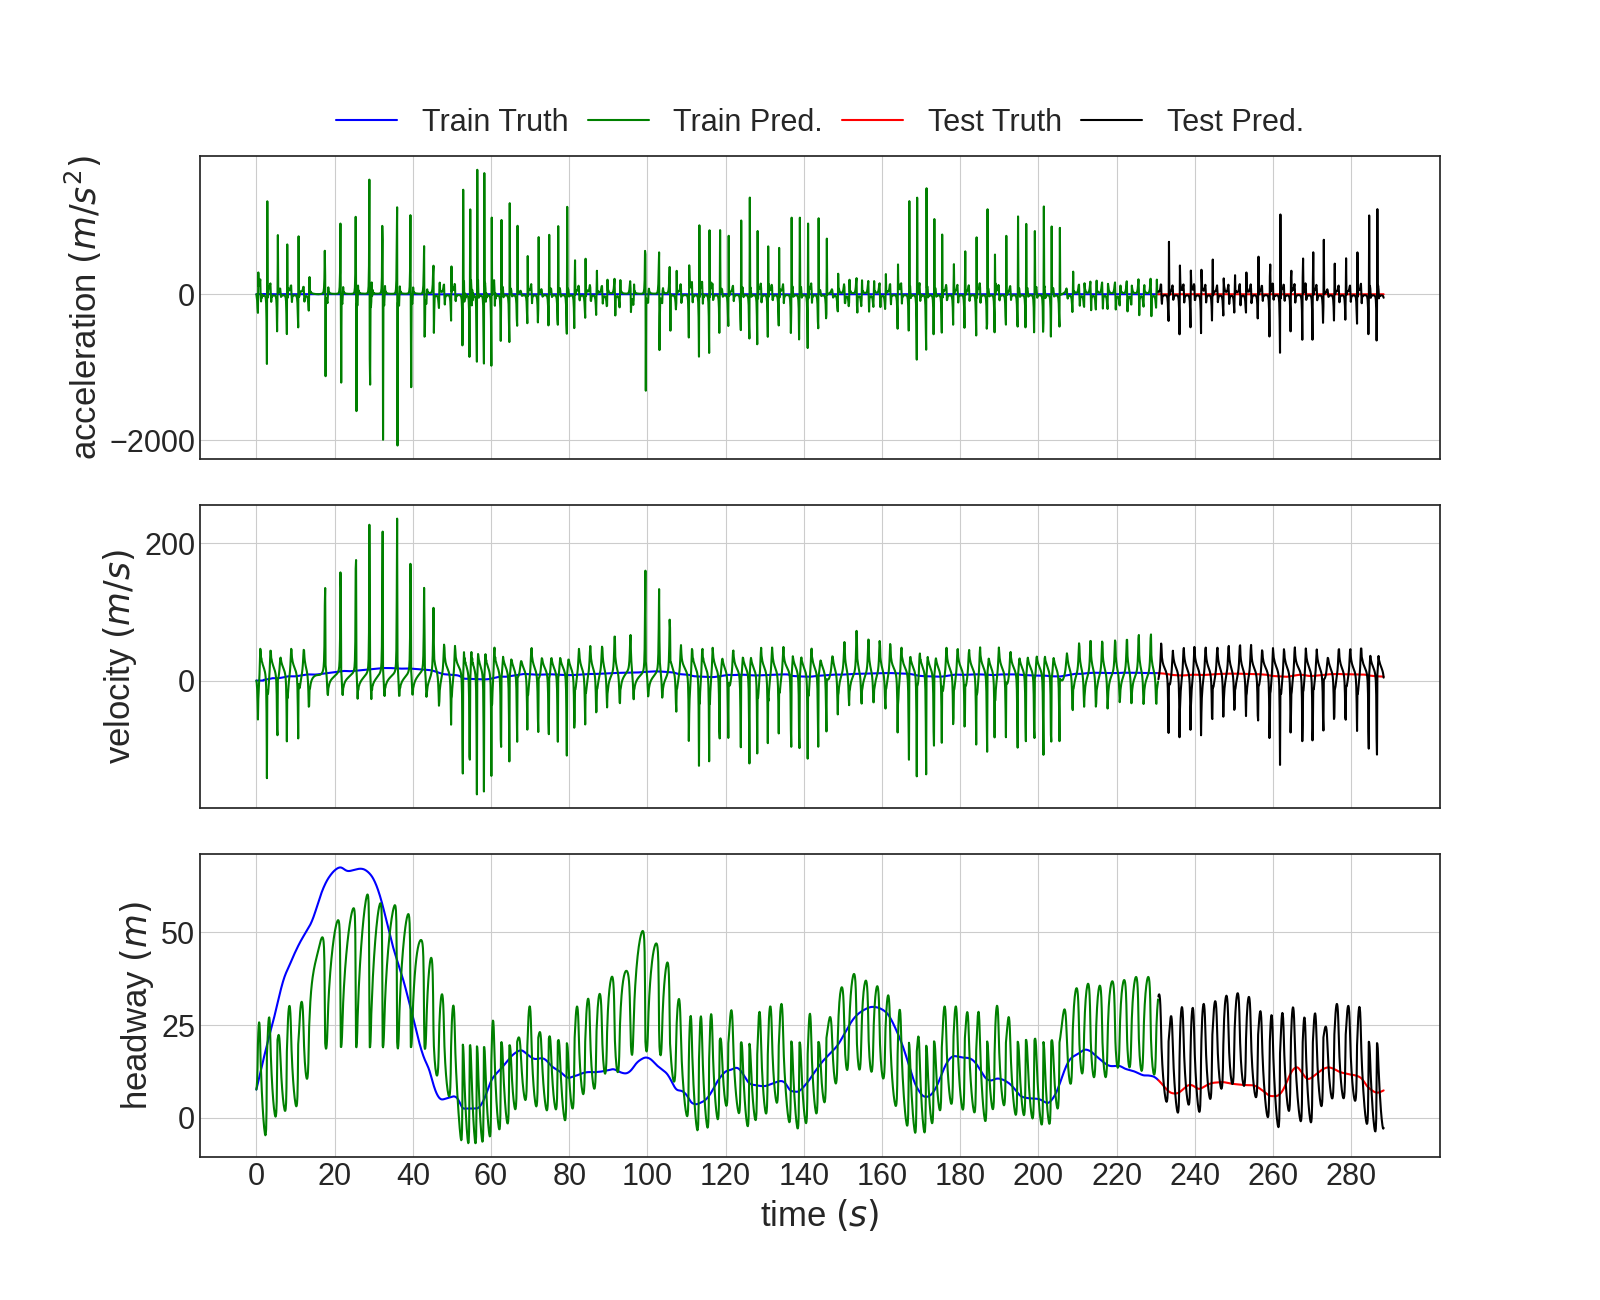 Train Truth Train Pred. Test Truth Test Pred.
acceleration (m/s²)
0
−2000
velocity (m/s)
200
100
0
headway (m)
50
25
0
0 20 40 60 80 100 120 140 160 180 200 220 240 260 280
time (s)